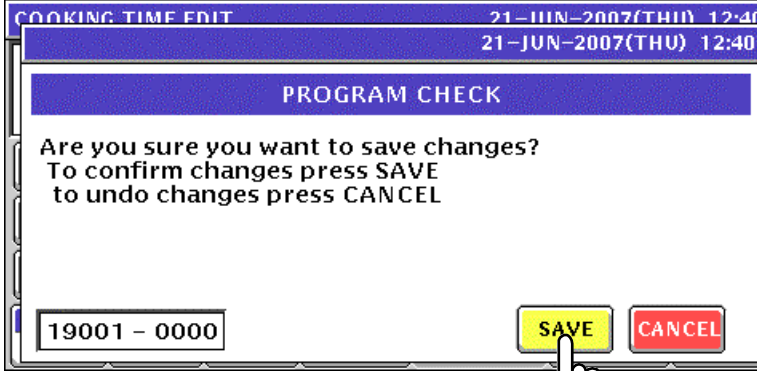 COOKING TIME EDIT 21-JUN-2007(THU) 12:40
21-JUN-2007(THU) 12:40
PROGRAM CHECK
Are you sure you want to save changes?
To confirm changes press SAVE
to undo changes press CANCEL
19001 - 0000
SAVE
CANCEL